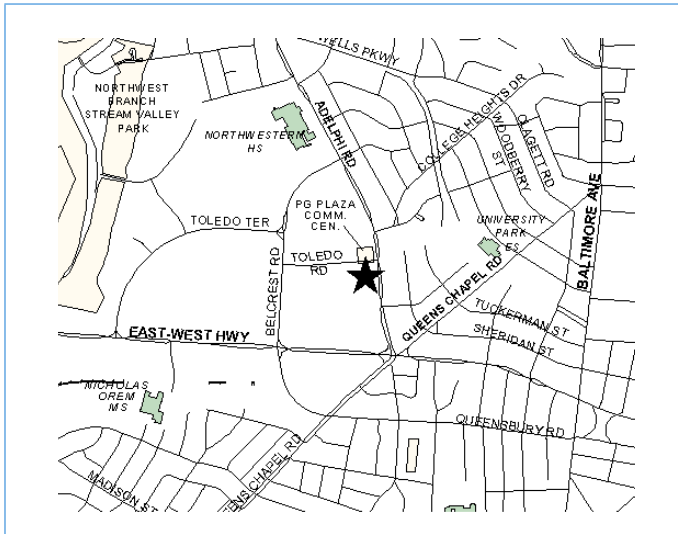 WELLS PKWY
NORTHWEST
BRANCH
STREAM VALLEY
PARK
NORTHWESTERN
HS
ADELPHI RD
COLLEGE HEIGHTS DR
WOODBERRY
ST
CLAGETT RD
BALTIMORE AVE
PG PLAZA
COMM.
CEN.
TOLEDO TER
UNIVERSITY
PARK
ES
BELCREST RD
TOLEDO
RD
QUEENS CHAPEL RD
TUCKERMAN ST
SHERIDAN ST
EAST-WEST HWY
NICHOLAS
OREM
MS
QUEENSBURY RD
MADISON ST
ENS CHAPEL RD